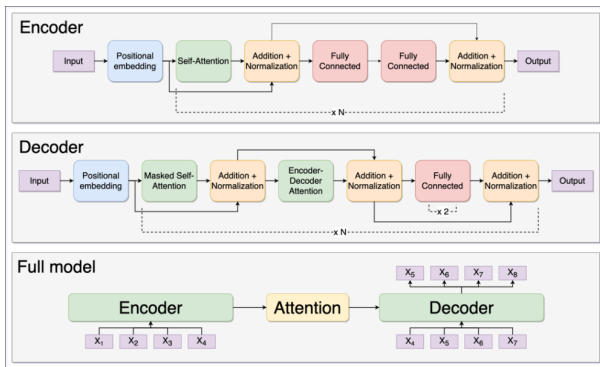 Encoder
Input
Positional
embedding
Self-Attention
Addition +
Normalization
Fully
Connected
Fully
Connected
Addition +
Normalization
Output
x N
Decoder
Input
Positional
embedding
Masked Self-
Attention
Addition +
Normalization
Encoder-
Decoder
Attention
Addition +
Normalization
Fully
Connected
Addition +
Normalization
Output
x 2
x N
Full model
X₅ X₆ X₇ X₈
Encoder Attention Decoder
X₁ X₂ X₃ X₄ X₄ X₅ X₆ X₇